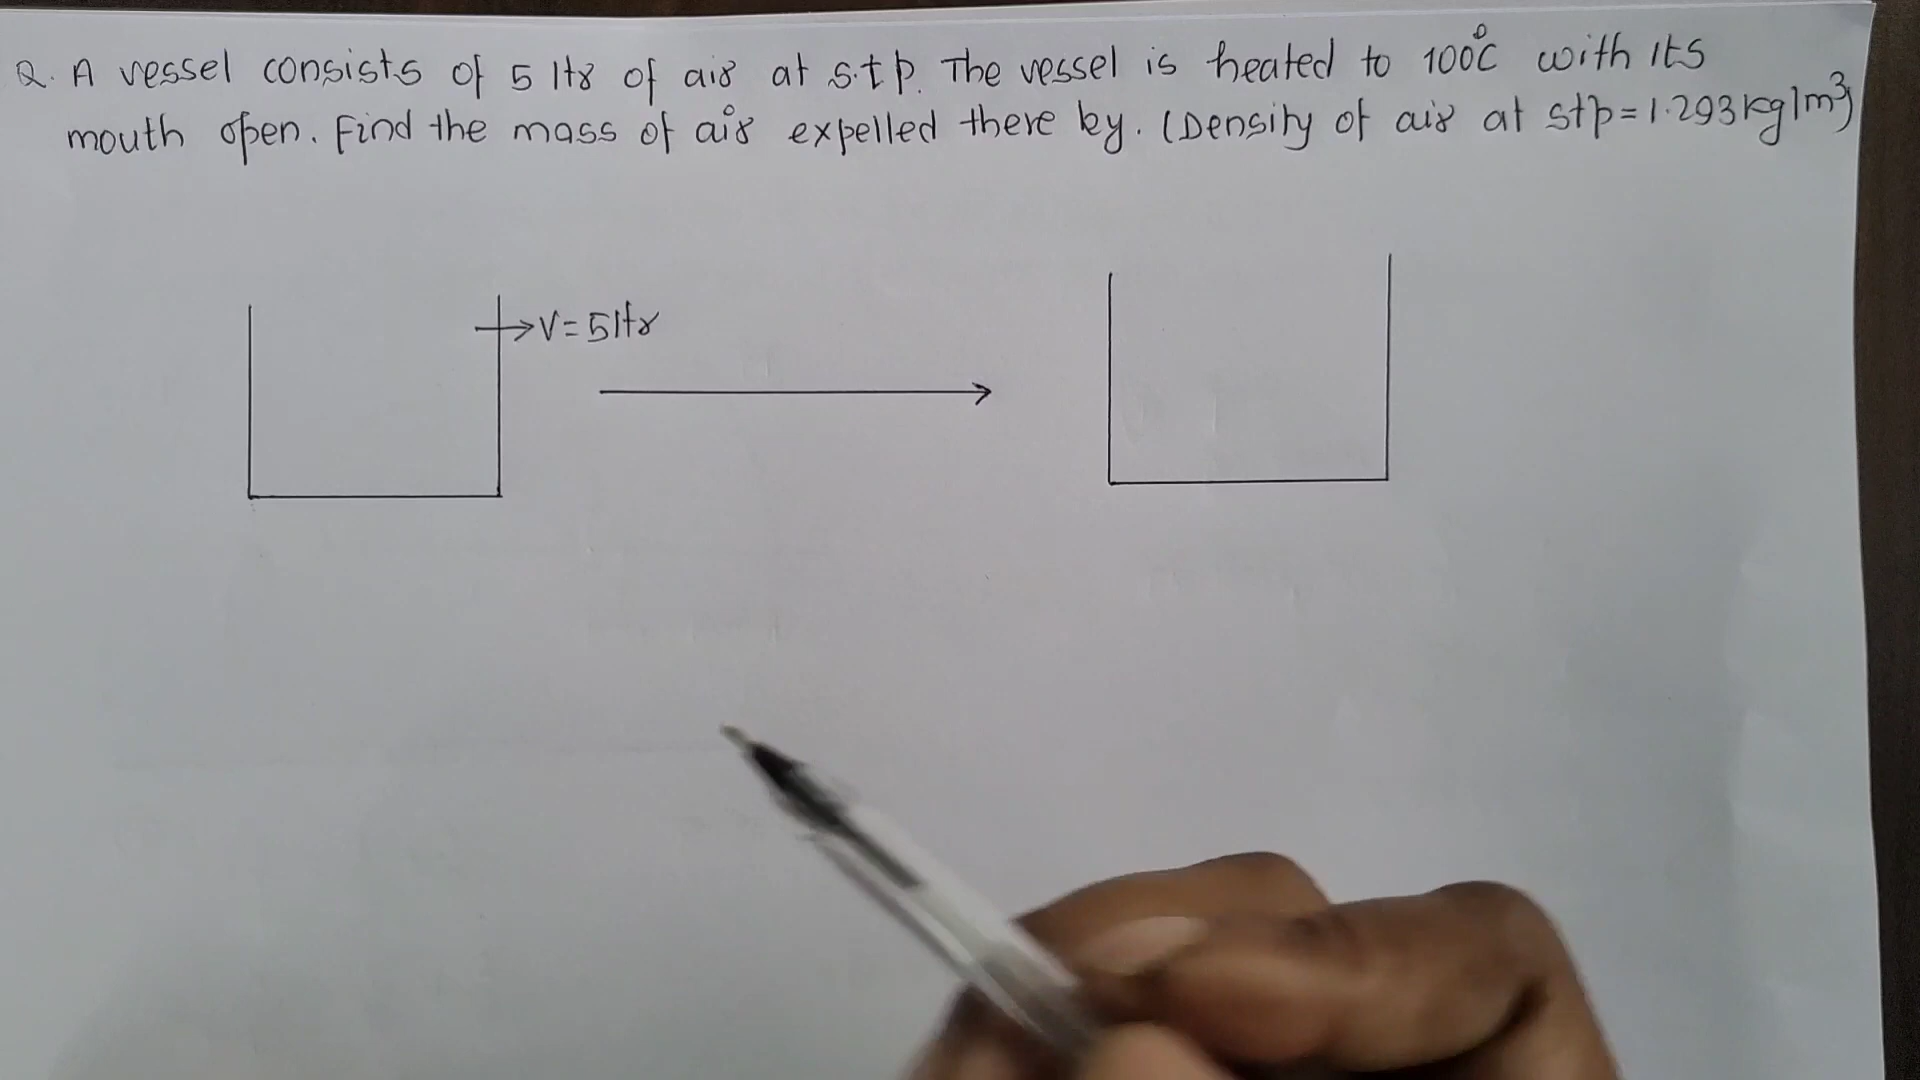 Q. A vessel consists of 5 ltr of air at s.t.p. The vessel is heated to 100°C with its
mouth open. Find the mass of air expelled there by. (Density of air at stp = 1.293 kg/m³)
V = 5 ltr